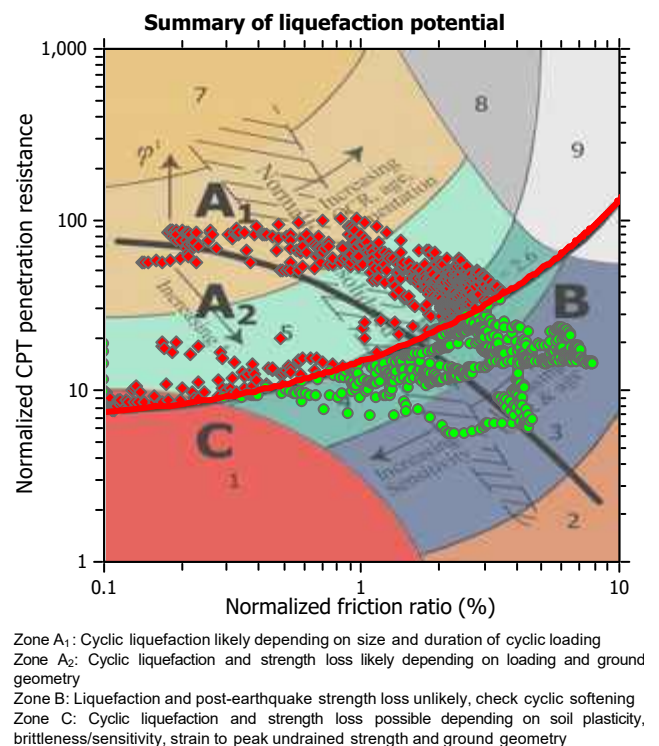 Summary of liquefaction potential
1,000
100
10
1
Normalized CPT penetration resistance
7
8
9
φ'
A1
Increasing
A2
Increasing
5
B
C
1
Increasing
Sensitivity
& age
3
2
0.1
1
10
Normalized friction ratio (%)
Zone A1: Cyclic liquefaction likely depending on size and duration of cyclic loading
Zone A2: Cyclic liquefaction and strength loss likely depending on loading and ground
geometry
Zone B: Liquefaction and post-earthquake strength loss unlikely, check cyclic softening
Zone C: Cyclic liquefaction and strength loss possible depending on soil plasticity,
brittleness/sensitivity, strain to peak undrained strength and ground geometry